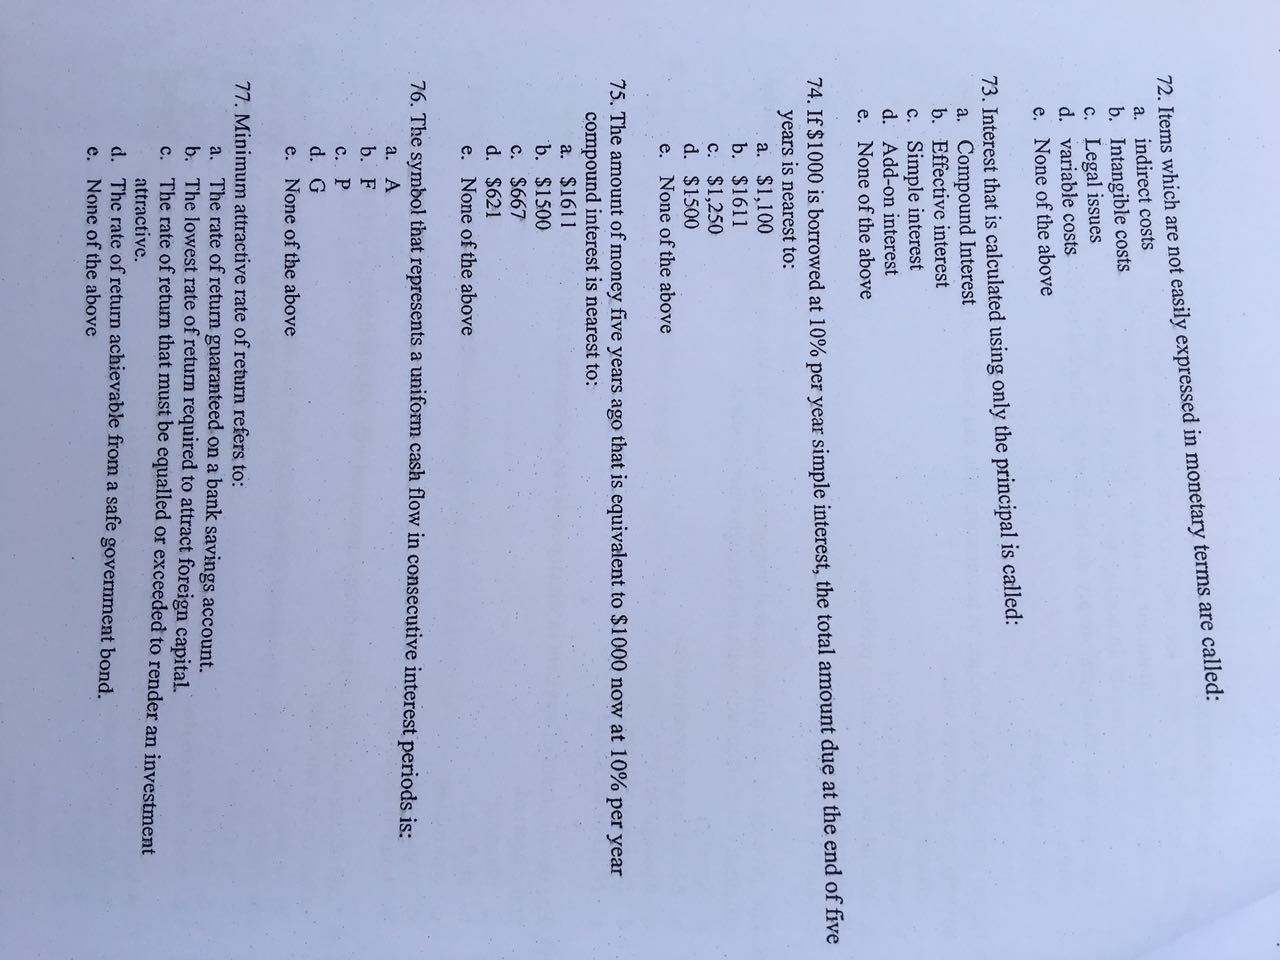 72. Items which are not easily expressed in monetary terms are called:
a. indirect costs
b. Intangible costs
c. Legal issues
d. variable costs
e. None of the above
73. Interest that is calculated using only the principal is called:
a. Compound Interest
b. Effective interest
c. Simple interest
d. Add-on interest
e. None of the above
74. If $1000 is borrowed at 10% per year simple interest, the total amount due at the end of five
years is nearest to:
a. $1,100
b. $1611
c. $1,250
d. $1500
e. None of the above
75. The amount of money five years ago that is equivalent to $1000 now at 10% per year
compound interest is nearest to:
a. $1611
b. $1500
c. $667
d. $621
e. None of the above
76. The symbol that represents a uniform cash flow in consecutive interest periods is:
a. A
b. F
c. P
d. G
e. None of the above
77. Minimum attractive rate of return refers to:
a. The rate of return guaranteed on a bank savings account.
b. The lowest rate of return required to attract foreign capital.
c. The rate of return that must be equalled or exceeded to render an investment
attractive.
d. The rate of return achievable from a safe government bond.
e. None of the above